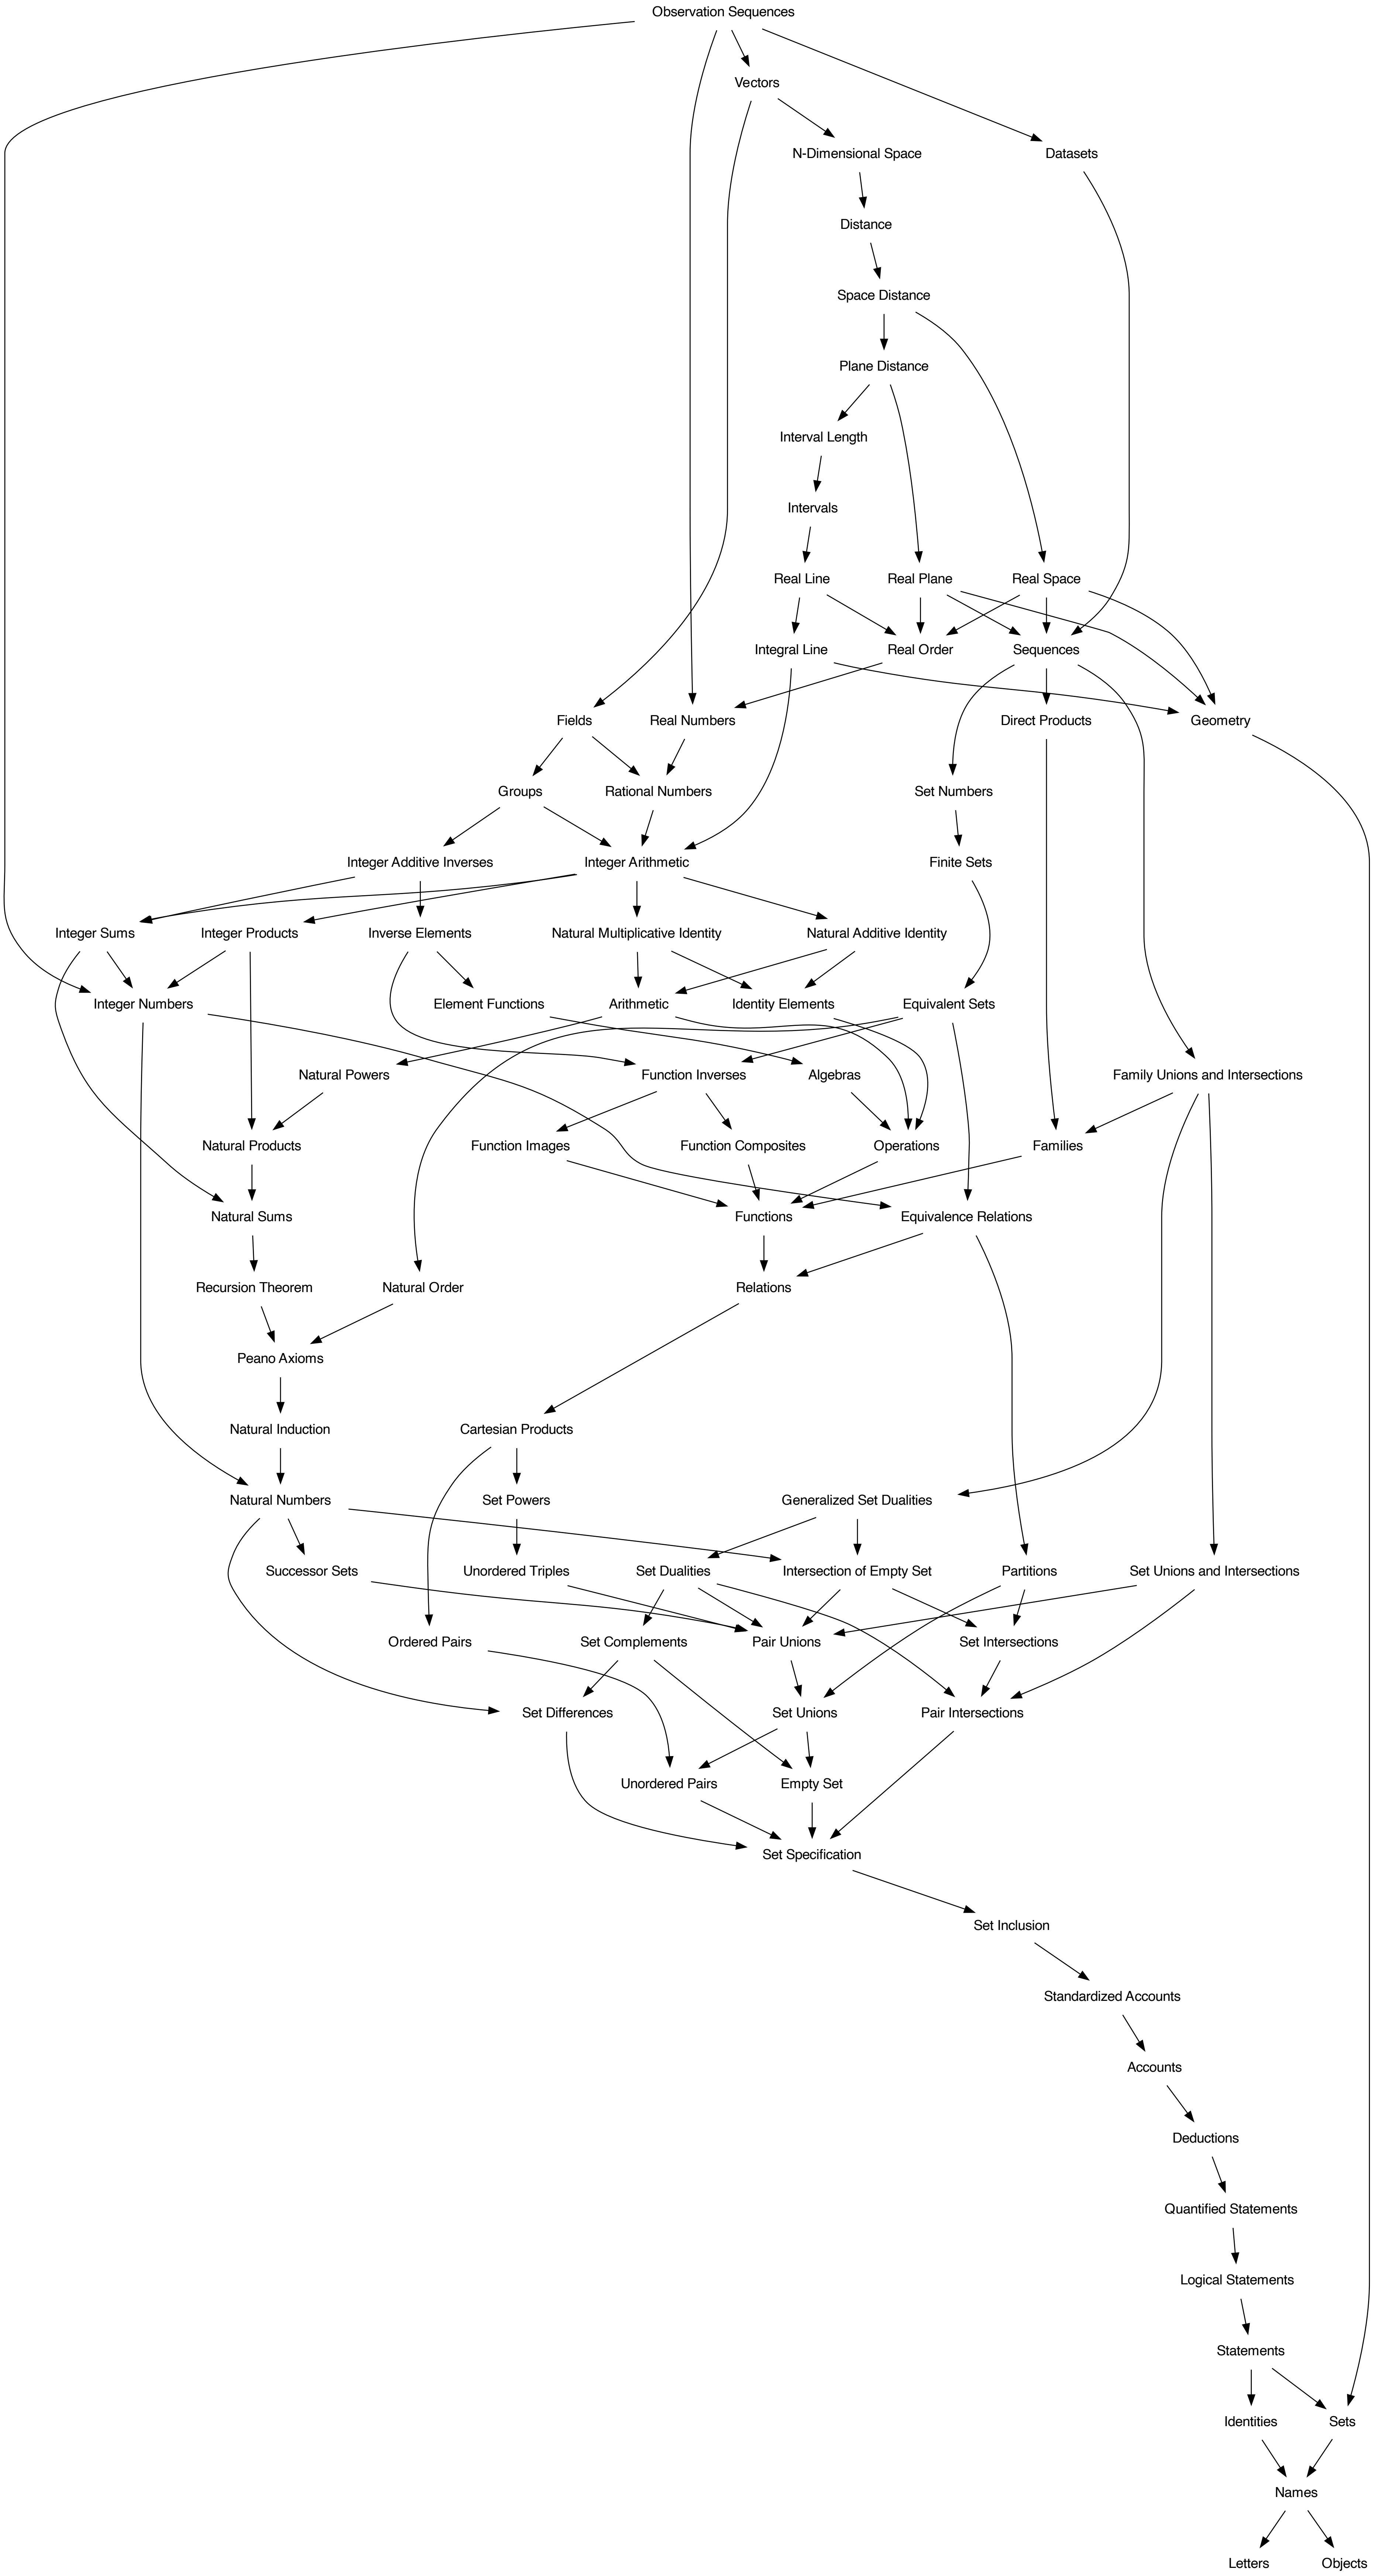 Observation Sequences
Vectors
N-Dimensional Space
Datasets
Distance
Space Distance
Plane Distance
Interval Length
Intervals
Real Line
Real Plane
Real Space
Integral Line
Real Order
Sequences
Fields
Real Numbers
Direct Products
Geometry
Groups
Rational Numbers
Set Numbers
Integer Additive Inverses
Integer Arithmetic
Finite Sets
Integer Sums
Integer Products
Inverse Elements
Natural Multiplicative Identity
Natural Additive Identity
Integer Numbers
Element Functions
Arithmetic
Identity Elements
Equivalent Sets
Natural Powers
Function Inverses
Algebras
Family Unions and Intersections
Natural Products
Function Images
Function Composites
Operations
Families
Natural Sums
Functions
Equivalence Relations
Recursion Theorem
Natural Order
Relations
Peano Axioms
Natural Induction
Cartesian Products
Natural Numbers
Set Powers
Generalized Set Dualities
Successor Sets
Unordered Triples
Set Dualities
Intersection of Empty Set
Partitions
Set Unions and Intersections
Ordered Pairs
Set Complements
Pair Unions
Set Intersections
Set Differences
Set Unions
Pair Intersections
Unordered Pairs
Empty Set
Set Specification
Set Inclusion
Standardized Accounts
Accounts
Deductions
Quantified Statements
Logical Statements
Statements
Identities
Sets
Names
Letters
Objects